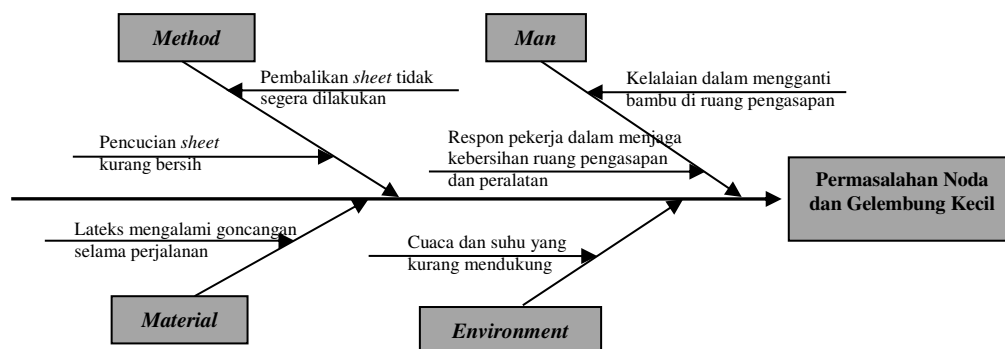 Method
Man
Pembalikan sheet tidak
segera dilakukan
Kelalaian dalam mengganti
bambu di ruang pengasapan
Pencucian sheet
kurang bersih
Respon pekerja dalam menjaga
kebersihan ruang pengasapan
dan peralatan
Permasalahan Noda
dan Gelembung Kecil
Lateks mengalami goncangan
selama perjalanan
Cuaca dan suhu yang
kurang mendukung
Material
Environment